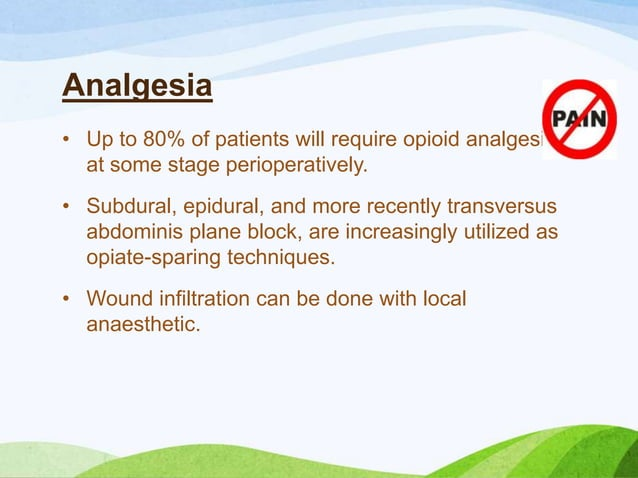 Analgesia
• Up to 80% of patients will require opioid analgesi
at some stage perioperatively.
PAIN
• Subdural, epidural, and more recently transversus
abdominis plane block, are increasingly utilized as
opiate-sparing techniques.
• Wound infiltration can be done with local
anaesthetic.